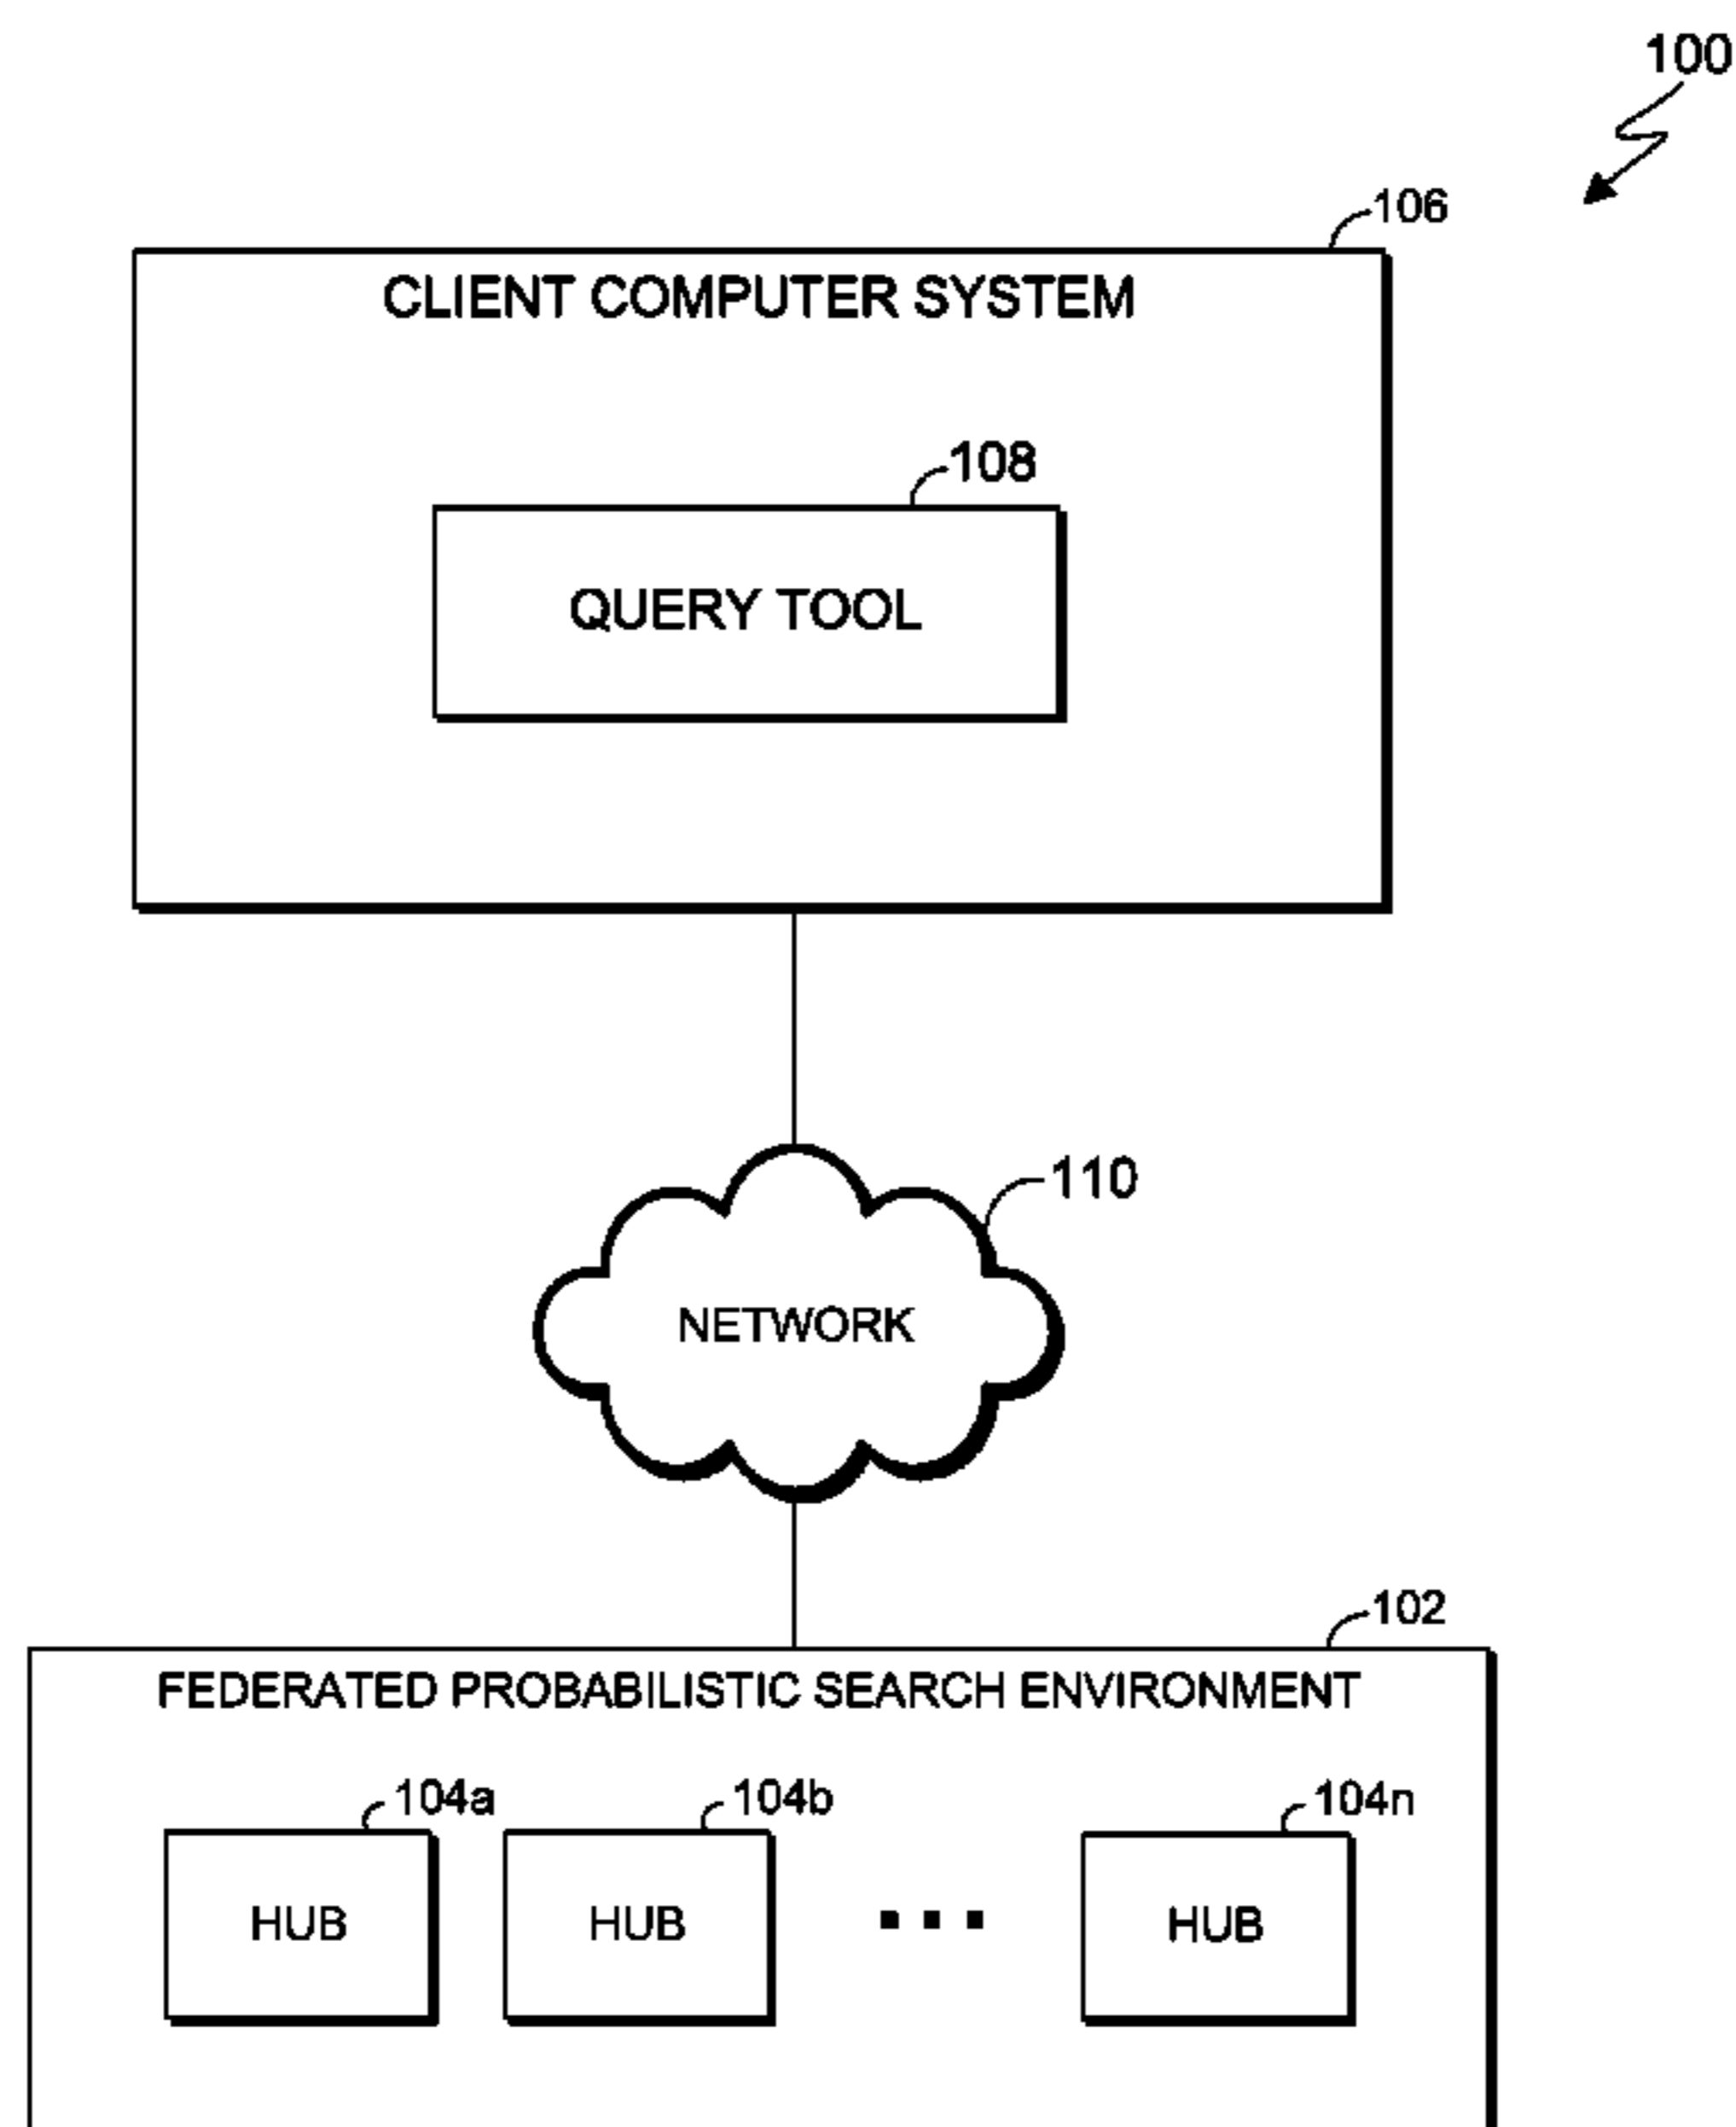 100
106
CLIENT COMPUTER SYSTEM
108
QUERY TOOL
110
NETWORK
102
FEDERATED PROBABILISTIC SEARCH ENVIRONMENT
104a 104b 104n
HUB HUB ▪ ▪ ▪ HUB